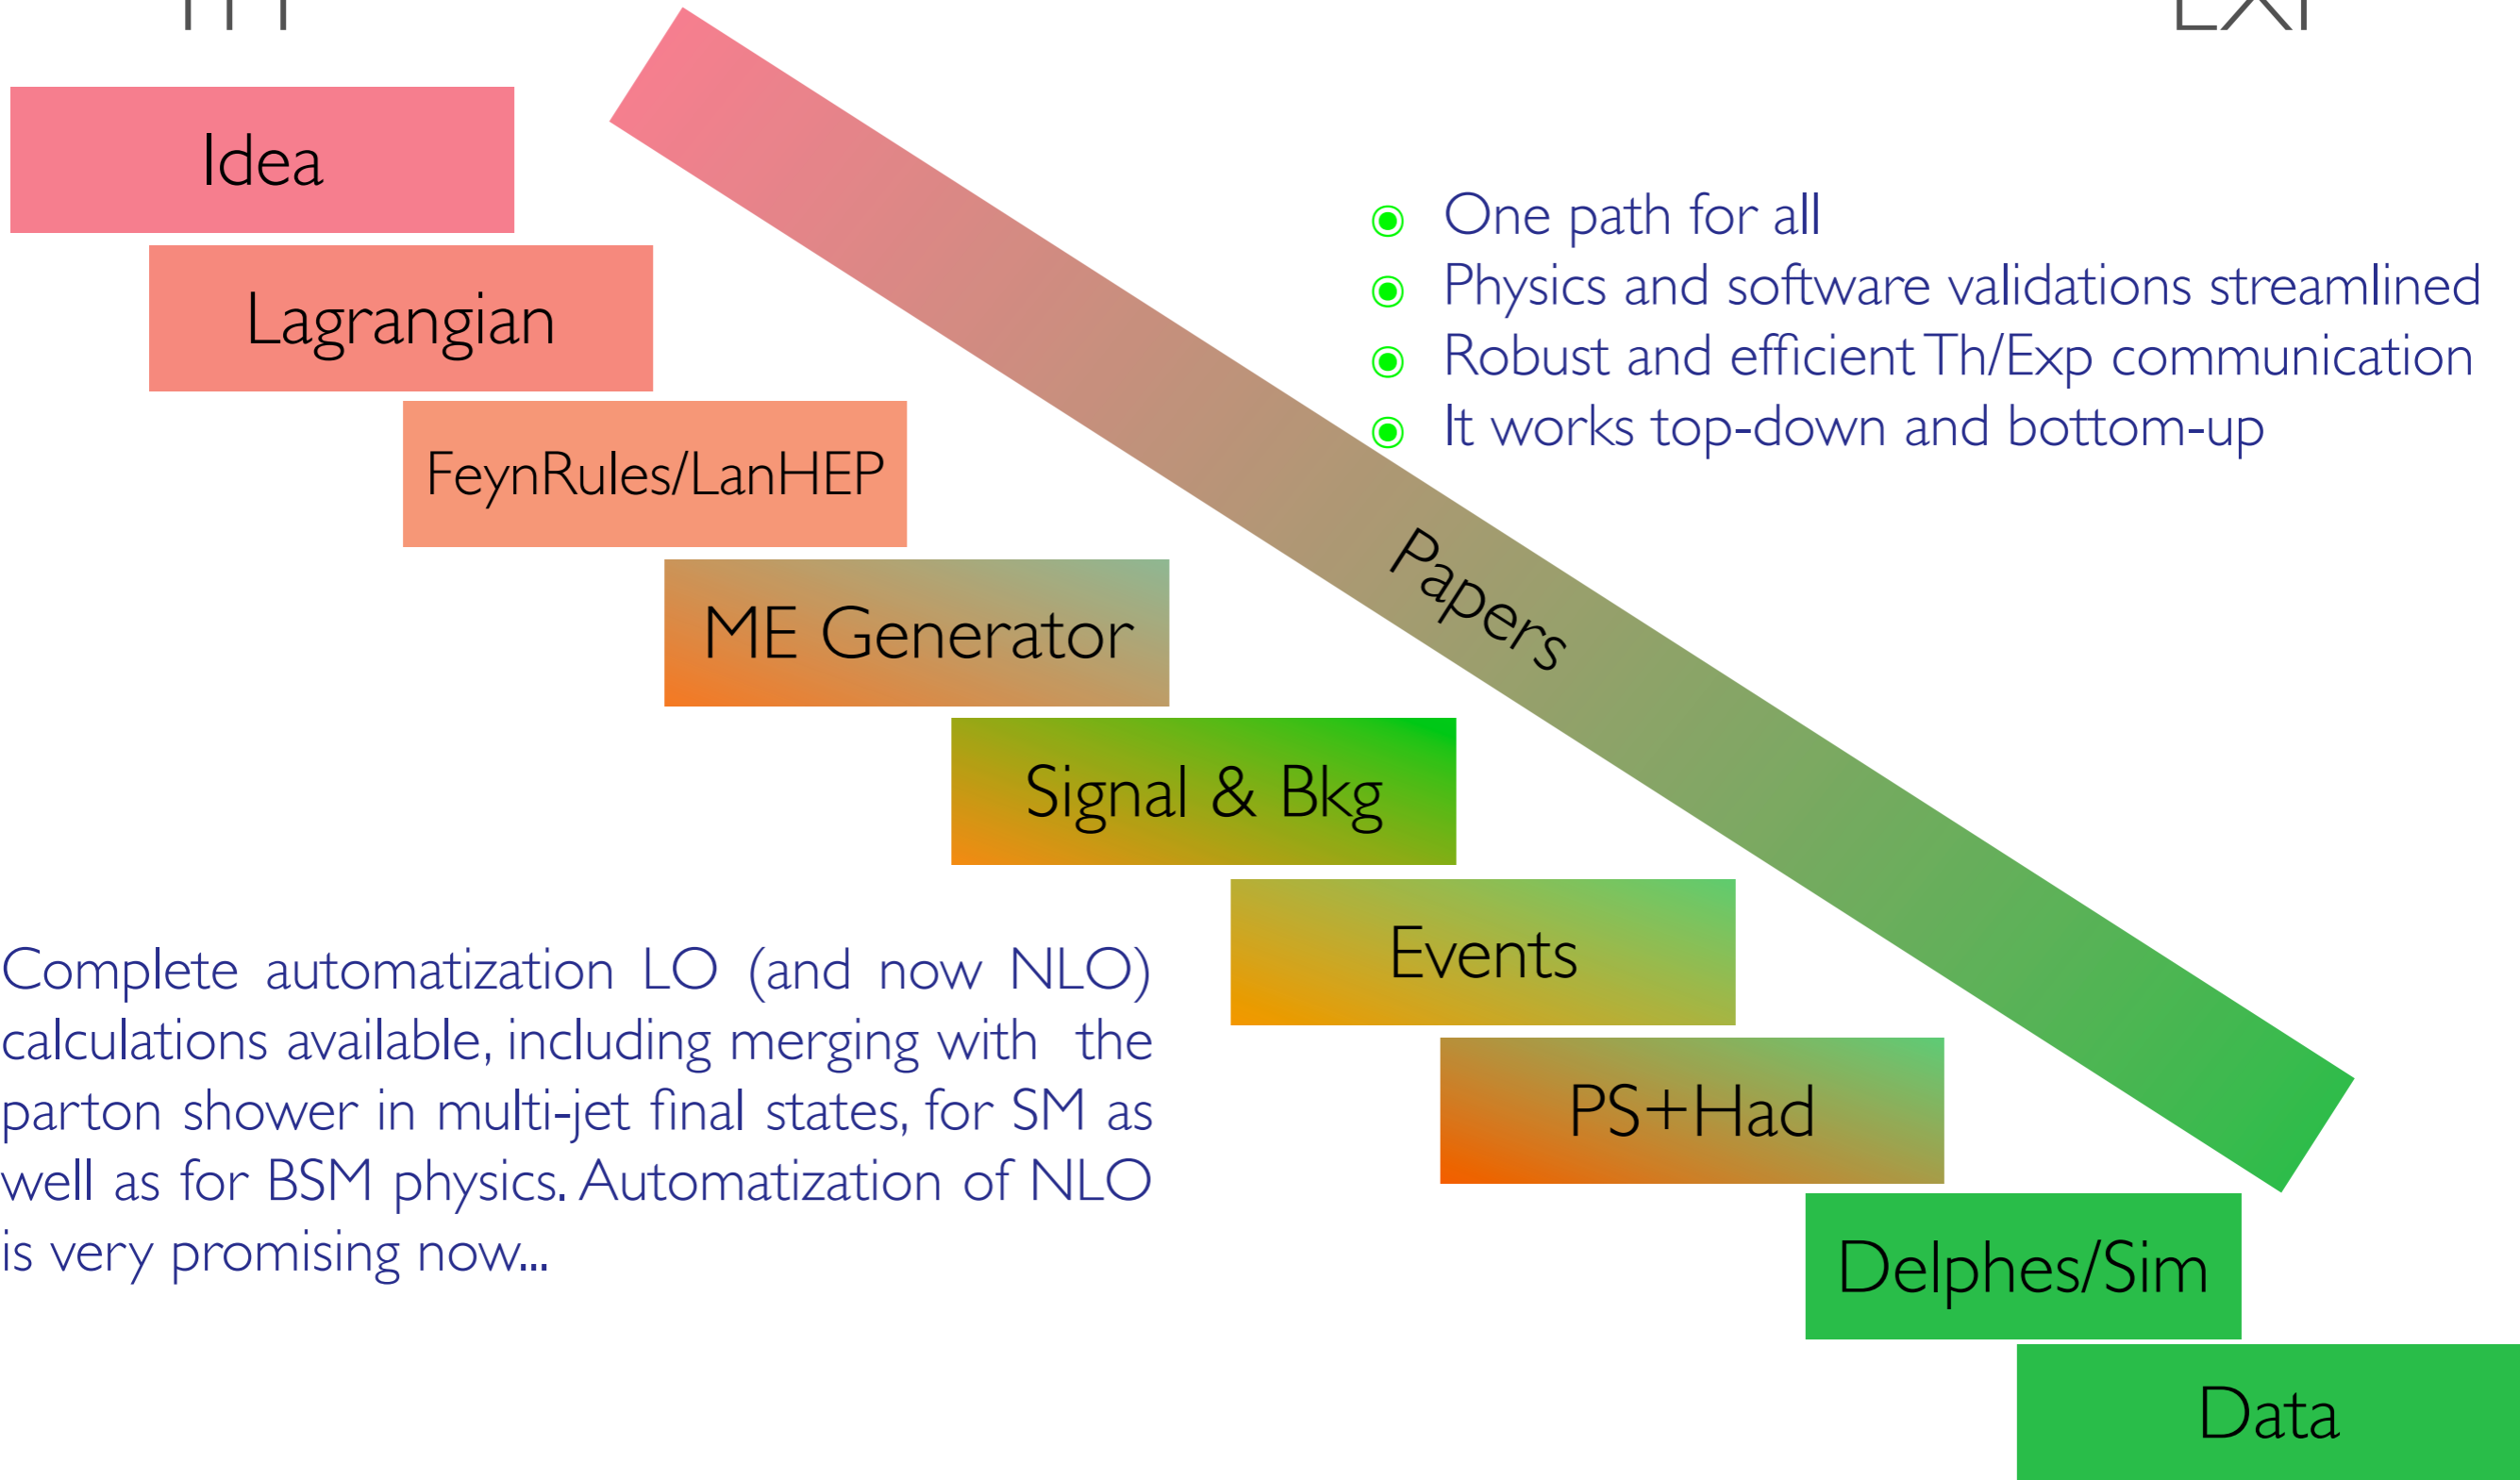 TH
EXP
Idea
Lagrangian
FeynRules/LanHEP
ME Generator
Signal & Bkg
Events
PS+Had
Delphes/Sim
Data
Papers
One path for all
Physics and software validations streamlined
Robust and efficient Th/Exp communication
It works top-down and bottom-up
Complete automatization LO (and now NLO)
calculations available, including merging with the
parton shower in multi-jet final states, for SM as
well as for BSM physics. Automatization of NLO
is very promising now...